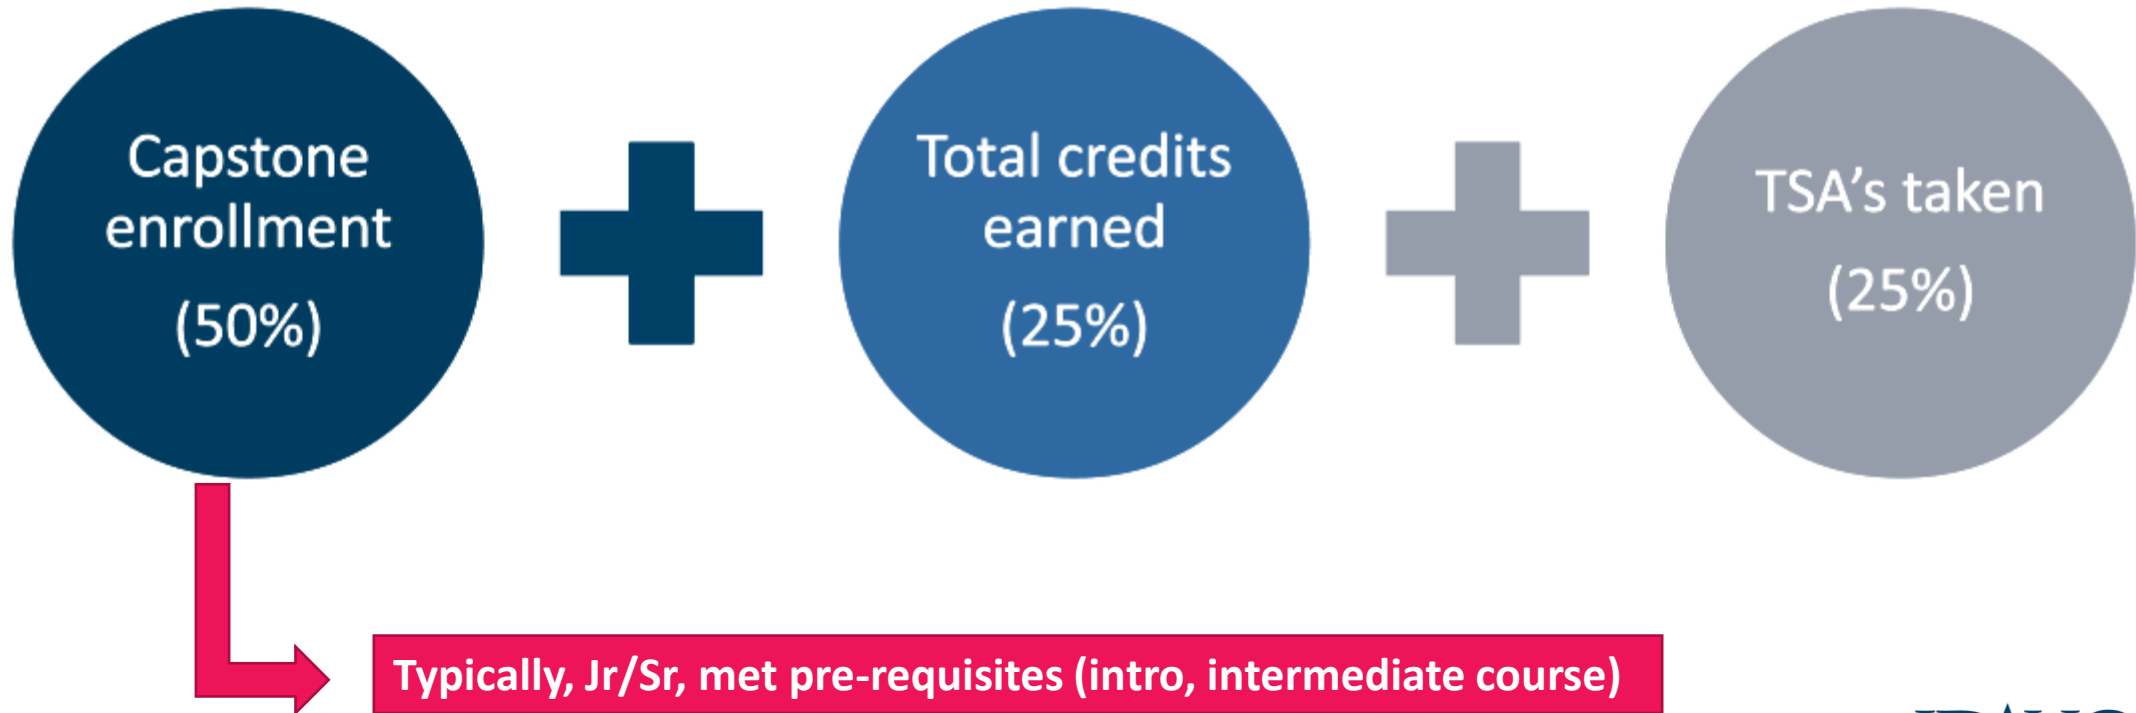 Capstone
enrollment
(50%)
Total credits
earned
(25%)
TSA's taken
(25%)
Typically, Jr/Sr, met pre-requisites (intro, intermediate course)